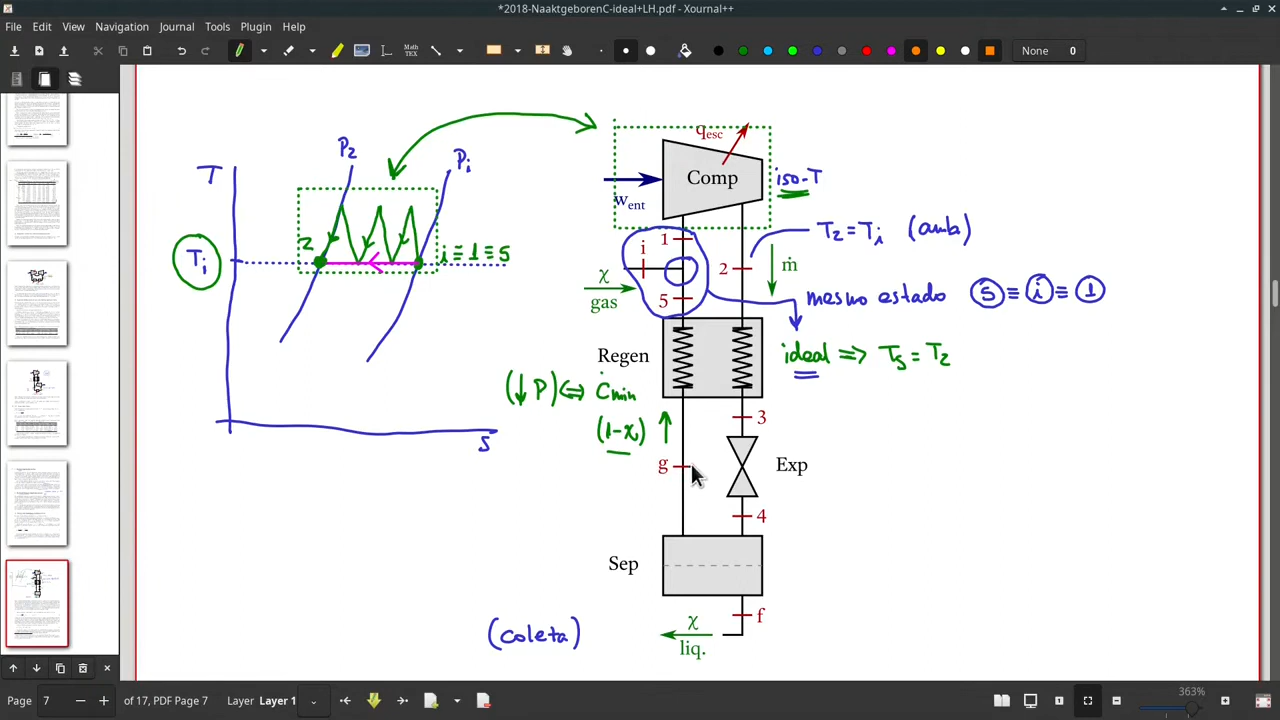 *2018-NaaktgeborenC-ideal+LH.pdf - Xournal++
File Edit View Navigation Journal Tools Plugin Help
Math TEX
None 0
T
P2
Pi
Ti
2
i ≡ 1 ≡ 5
s
qesc
Comp
went
iso-T
T2 = Ti (amb)
i
1
2
ṁ
χ
gas
5
mesmo estado 5 ≡ i ≡ 1
Regen
ideal => T5 = T2
(↓P) <=> Ċmin
(1-x)
3
g
Exp
4
Sep
f
(coleta)
χ
liq.
Page 7 of 17, PDF Page 7 Layer Layer 1
363%